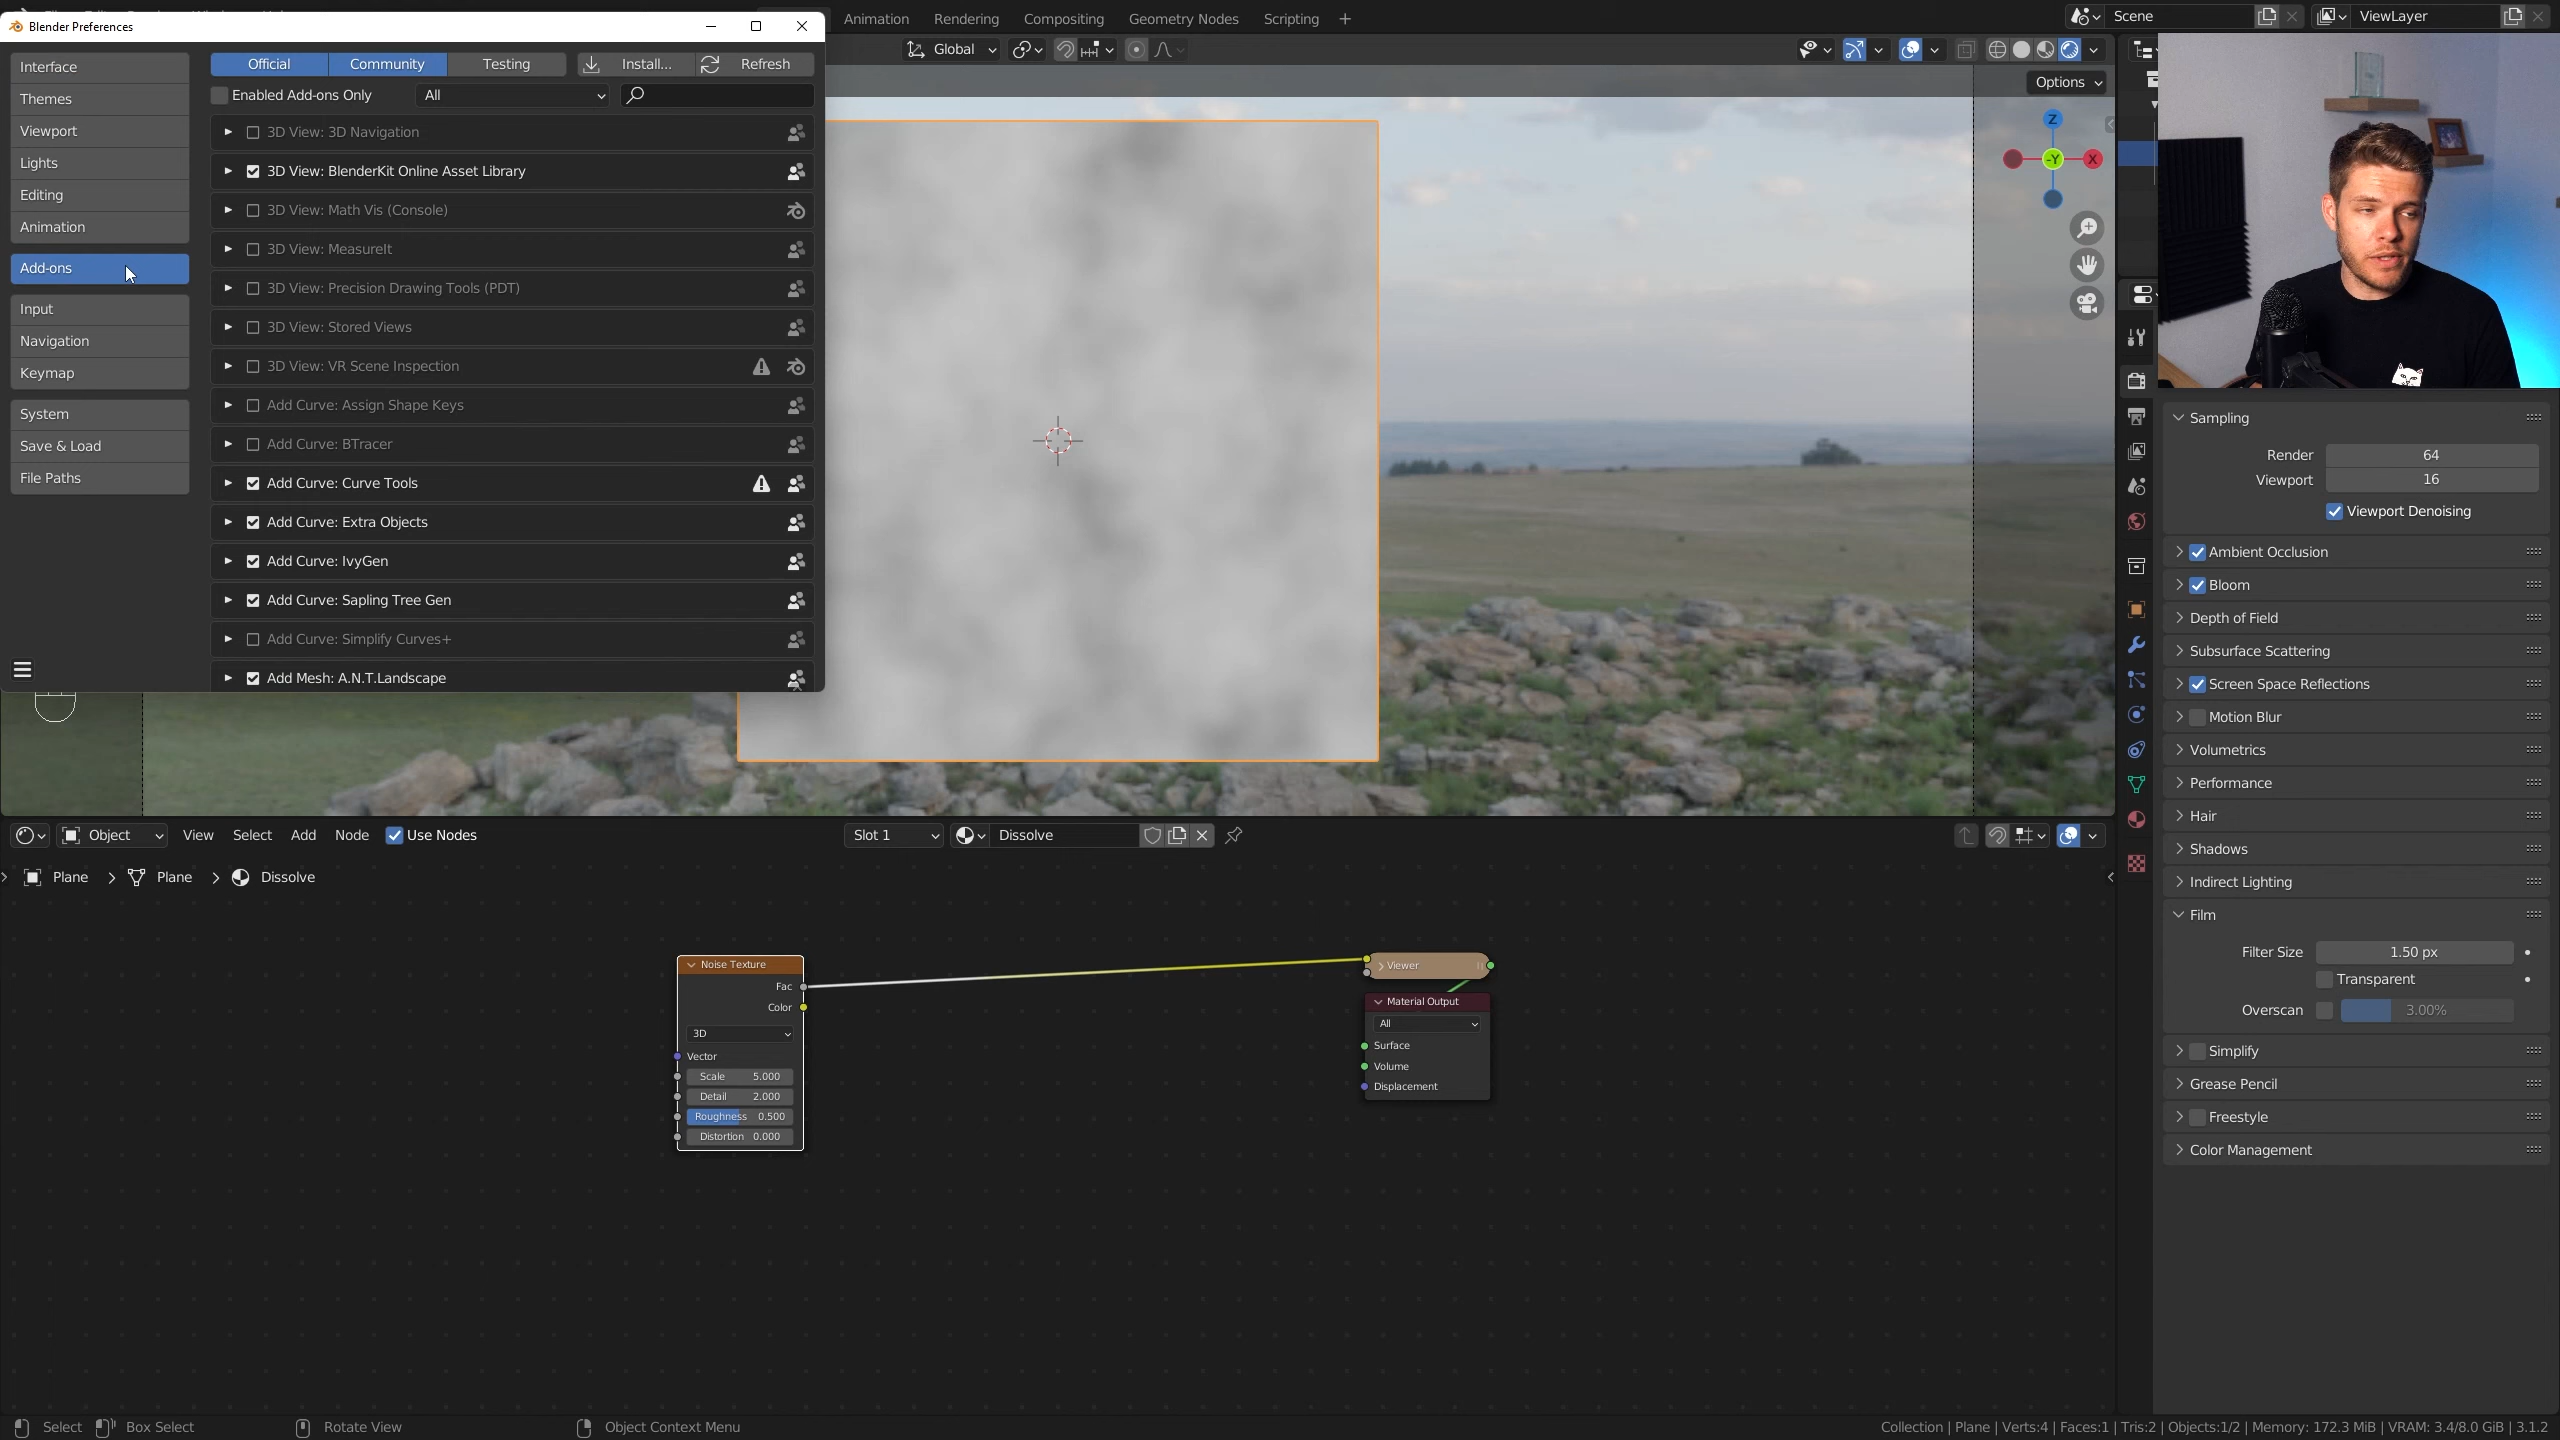 Blender Preferences
Animation Rendering Compositing Geometry Nodes Scripting
Scene
ViewLayer
Interface
Themes
Viewport
Lights
Editing
Animation
Add-ons
Input
Navigation
Keymap
System
Save & Load
File Paths
Official Community Testing Install... Refresh
Enabled Add-ons Only All
3D View: 3D Navigation
3D View: BlenderKit Online Asset Library
3D View: Math Vis (Console)
3D View: MeasureIt
3D View: Precision Drawing Tools (PDT)
3D View: Stored Views
3D View: VR Scene Inspection
Add Curve: Assign Shape Keys
Add Curve: BTracer
Add Curve: Curve Tools
Add Curve: Extra Objects
Add Curve: IvyGen
Add Curve: Sapling Tree Gen
Add Curve: Simplify Curves+
Add Mesh: A.N.T.Landscape
Global
Options
Z
-Y
X
Sampling
Render 64
Viewport 16
Viewport Denoising
Ambient Occlusion
Bloom
Depth of Field
Subsurface Scattering
Screen Space Reflections
Motion Blur
Volumetrics
Performance
Hair
Shadows
Indirect Lighting
Film
Filter Size 1.50 px
Transparent
Overscan 3.00%
Simplify
Grease Pencil
Freestyle
Color Management
Object View Select Add Node Use Nodes Slot 1 Dissolve
Plane > Plane > Dissolve
Noise Texture
Fac
Color
3D
Vector
Scale 5.000
Detail 2.000
Roughness 0.500
Distortion 0.000
Viewer
Material Output
All
Surface
Volume
Displacement
Select Box Select Rotate View Object Context Menu
Collection | Plane | Verts:4 | Faces:1 | Tris:2 | Objects:1/2 | Memory: 172.3 MiB | VRAM: 3.4/8.0 GiB | 3.1.2